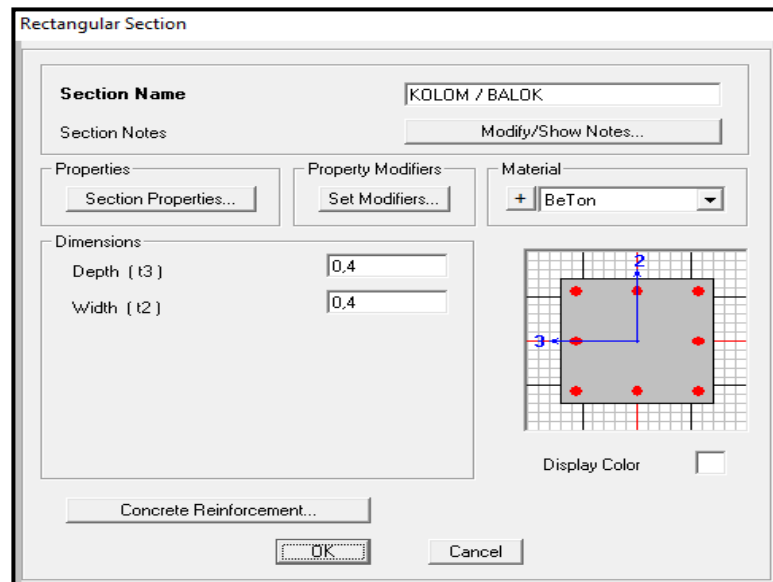 Rectangular Section
Section Name
KOLOM / BALOK
Section Notes
Modify/Show Notes...
Properties
Section Properties...
Property Modifiers
Set Modifiers...
Material
+
BeTon
Dimensions
Depth ( t3 )
0,4
Width ( t2 )
0,4
2
3
Display Color
Concrete Reinforcement...
OK
Cancel